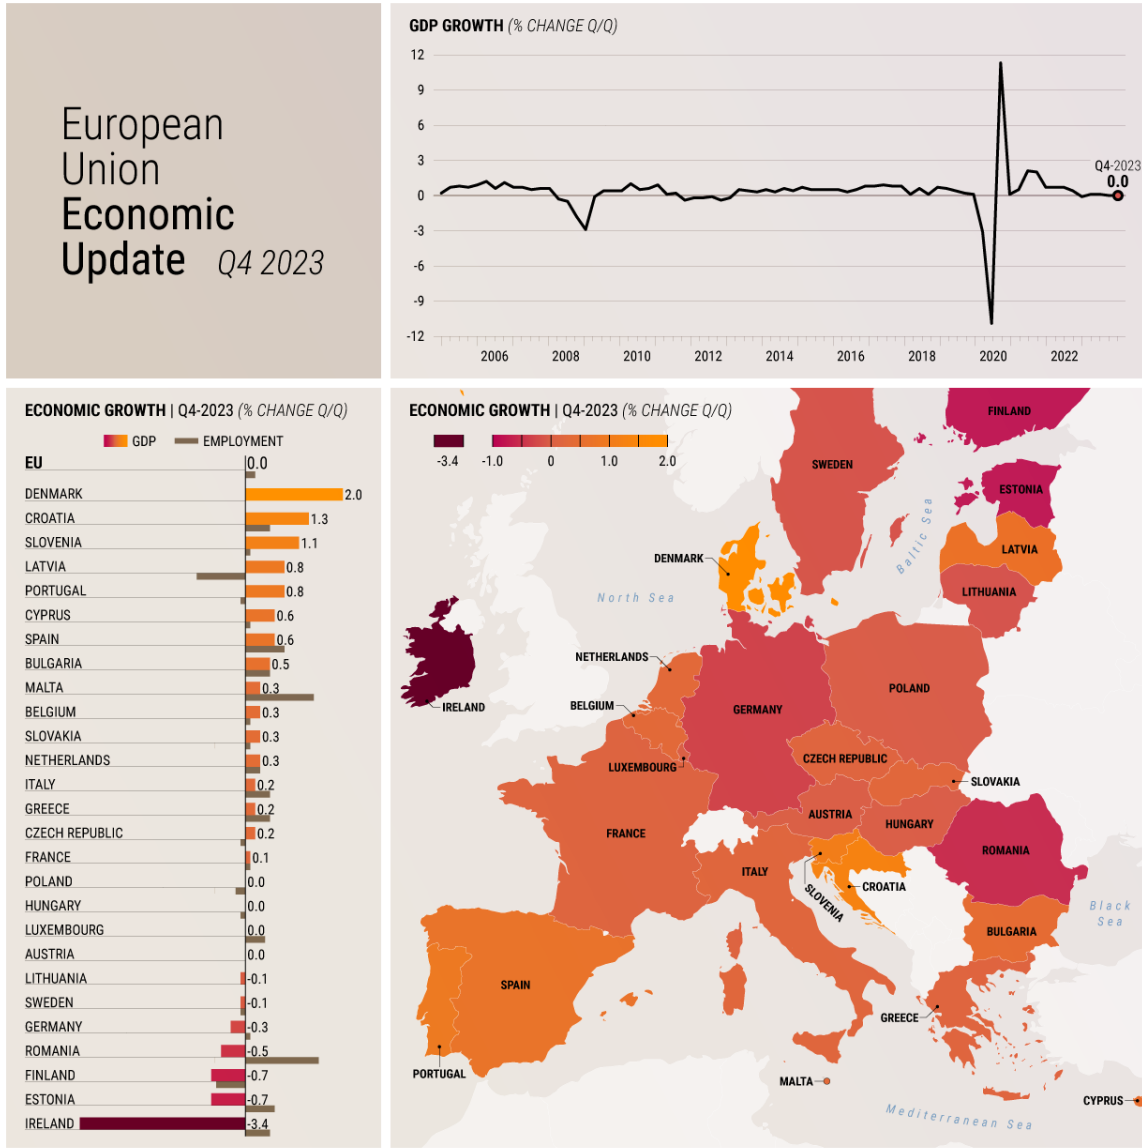 European
Union
Economic
Update Q4 2023
GDP GROWTH (% CHANGE Q/Q)
12
9
6
3
0
-3
-6
-9
-12
Q4-2023
0.0
2006 2008 2010 2012 2014 2016 2018 2020 2022
ECONOMIC GROWTH | Q4-2023 (% CHANGE Q/Q)
GDP EMPLOYMENT
EU 0.0
DENMARK 2.0
CROATIA 1.3
SLOVENIA 1.1
LATVIA 0.8
PORTUGAL 0.8
CYPRUS 0.6
SPAIN 0.6
BULGARIA 0.5
MALTA 0.3
BELGIUM 0.3
SLOVAKIA 0.3
NETHERLANDS 0.3
ITALY 0.2
GREECE 0.2
CZECH REPUBLIC 0.2
FRANCE 0.1
POLAND 0.0
HUNGARY 0.0
LUXEMBOURG 0.0
AUSTRIA 0.0
LITHUANIA -0.1
SWEDEN -0.1
GERMANY -0.3
ROMANIA -0.5
FINLAND -0.7
ESTONIA -0.7
IRELAND -3.4
ECONOMIC GROWTH | Q4-2023 (% CHANGE Q/Q)
-3.4 -1.0 0 1.0 2.0
FINLAND
SWEDEN
ESTONIA
Baltic Sea
LATVIA
DENMARK
LITHUANIA
North Sea
NETHERLANDS
POLAND
BELGIUM
IRELAND
GERMANY
CZECH REPUBLIC
LUXEMBOURG
SLOVAKIA
AUSTRIA
HUNGARY
FRANCE
ROMANIA
ITALY
CROATIA
SLOVENIA
Black
Sea
BULGARIA
SPAIN
GREECE
PORTUGAL
MALTA
CYPRUS
Mediterranean Sea